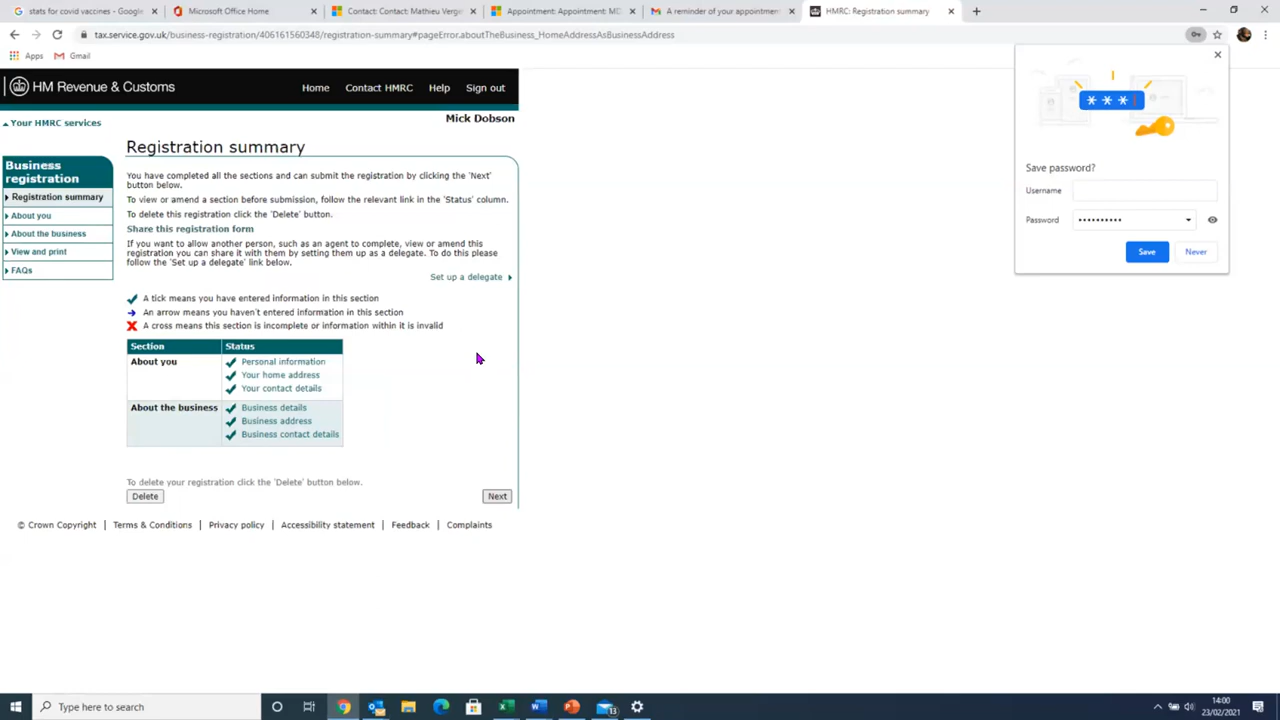 stats for covid vaccines - Google
Microsoft Office Home
Contact: Contact: Mathieu Vergi
Appointment: Appointment: MD
A reminder of your appointment
HMRC: Registration summary
tax.service.gov.uk/business-registration/406161560348/registration-summary#pageError.aboutTheBusiness_HomeAddressAsBusinessAddress
Apps
Gmail
HM Revenue & Customs
Home
Contact HMRC
Help
Sign out
Your HMRC services
Mick Dobson
Business
registration
Registration summary
About you
About the business
View and print
FAQs
Registration summary
You have completed all the sections and can submit the registration by clicking the 'Next'
button below.
To view or amend a section before submission, follow the relevant link in the 'Status' column.
To delete this registration click the 'Delete' button.
Share this registration form
If you want to allow another person, such as an agent to complete, view or amend this
registration you can share it with them by setting them up as a delegate. To do this please
follow the 'Set up a delegate' link below.
Set up a delegate
A tick means you have entered information in this section
An arrow means you haven't entered information in this section
A cross means this section is incomplete or information within it is invalid
Section Status
About you
Personal information
Your home address
Your contact details
About the business
Business details
Business address
Business contact details
To delete your registration click the 'Delete' button below.
Delete
Next
© Crown Copyright | Terms & Conditions | Privacy policy | Accessibility statement | Feedback | Complaints
* * *
Save password?
Username
Password ••••••••••
Save
Never
Type here to search
13
14:00
23/02/2021